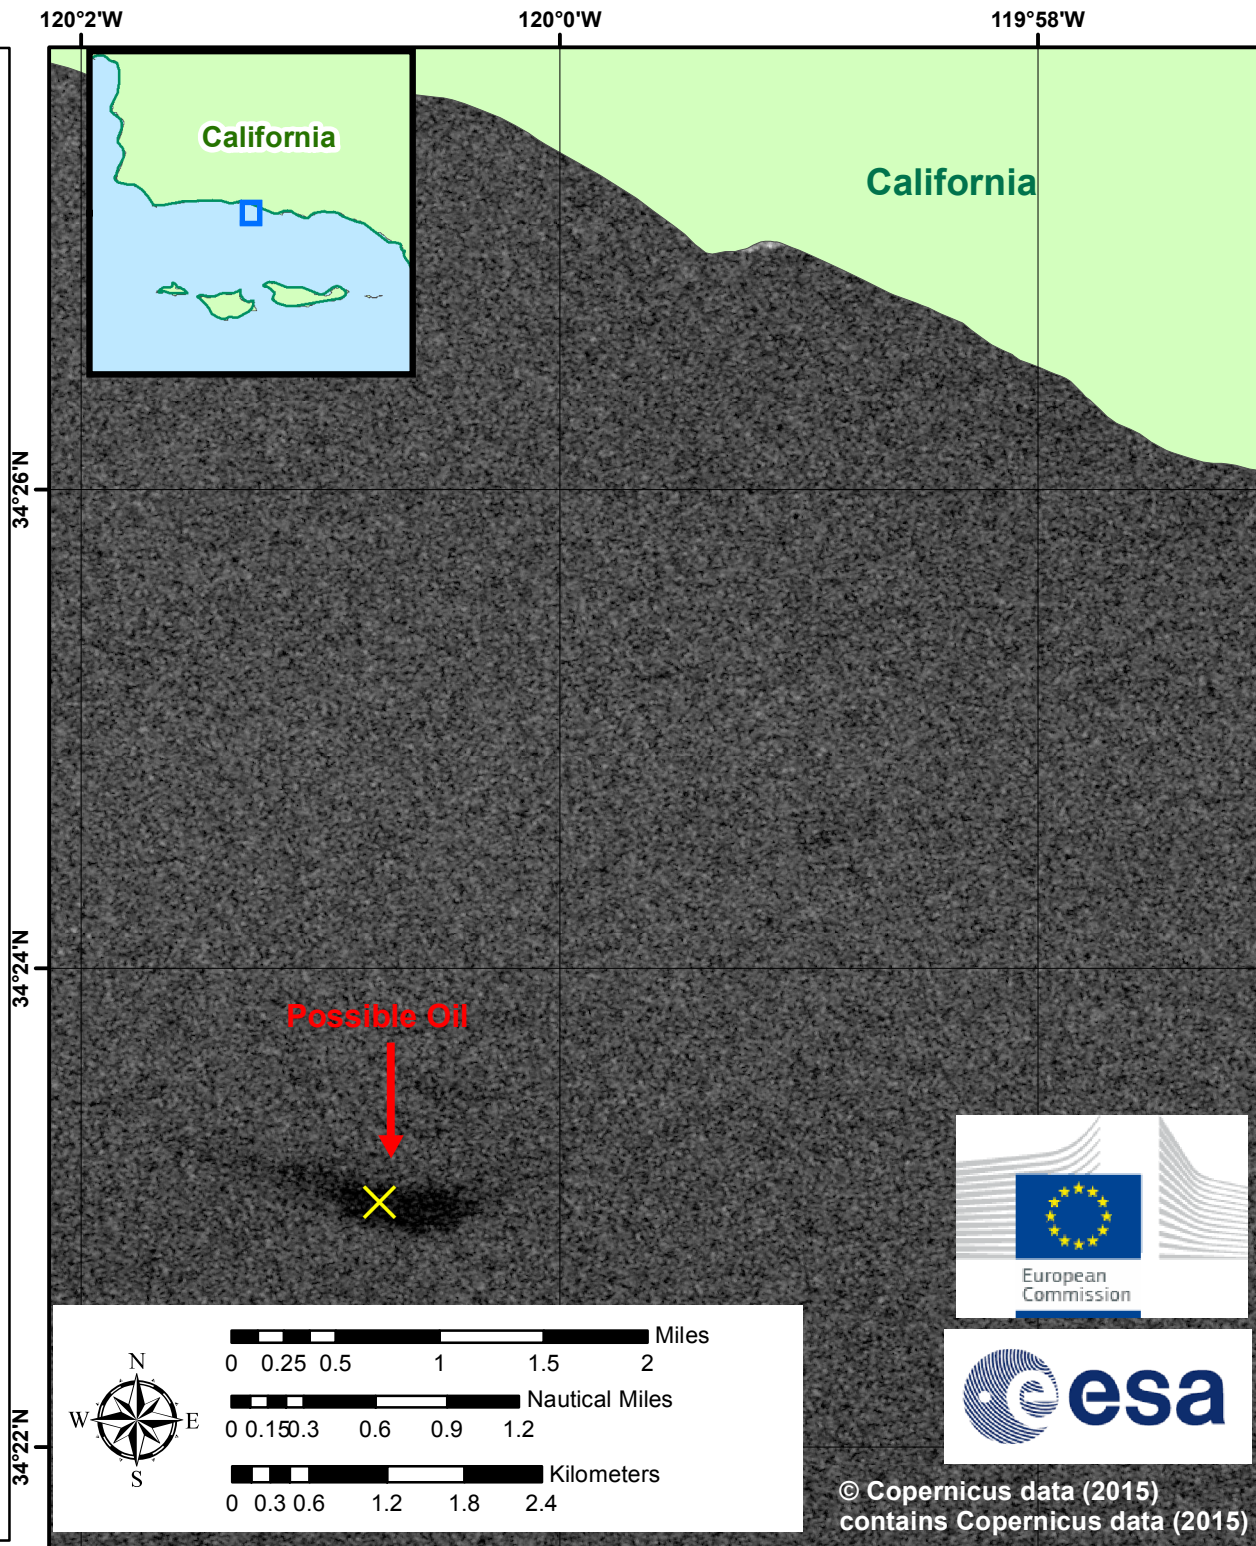 120°2'W
120°0'W
119°58'W
California
California
34°26'N
34°24'N
Possible Oil
European
Commission
Miles
0 0.25 0.5 1 1.5 2
N
Nautical Miles
W E
0 0.15 0.3 0.6 0.9 1.2
34°22'N
S
Kilometers
0 0.3 0.6 1.2 1.8 2.4
esa
© Copernicus data (2015)
contains Copernicus data (2015)